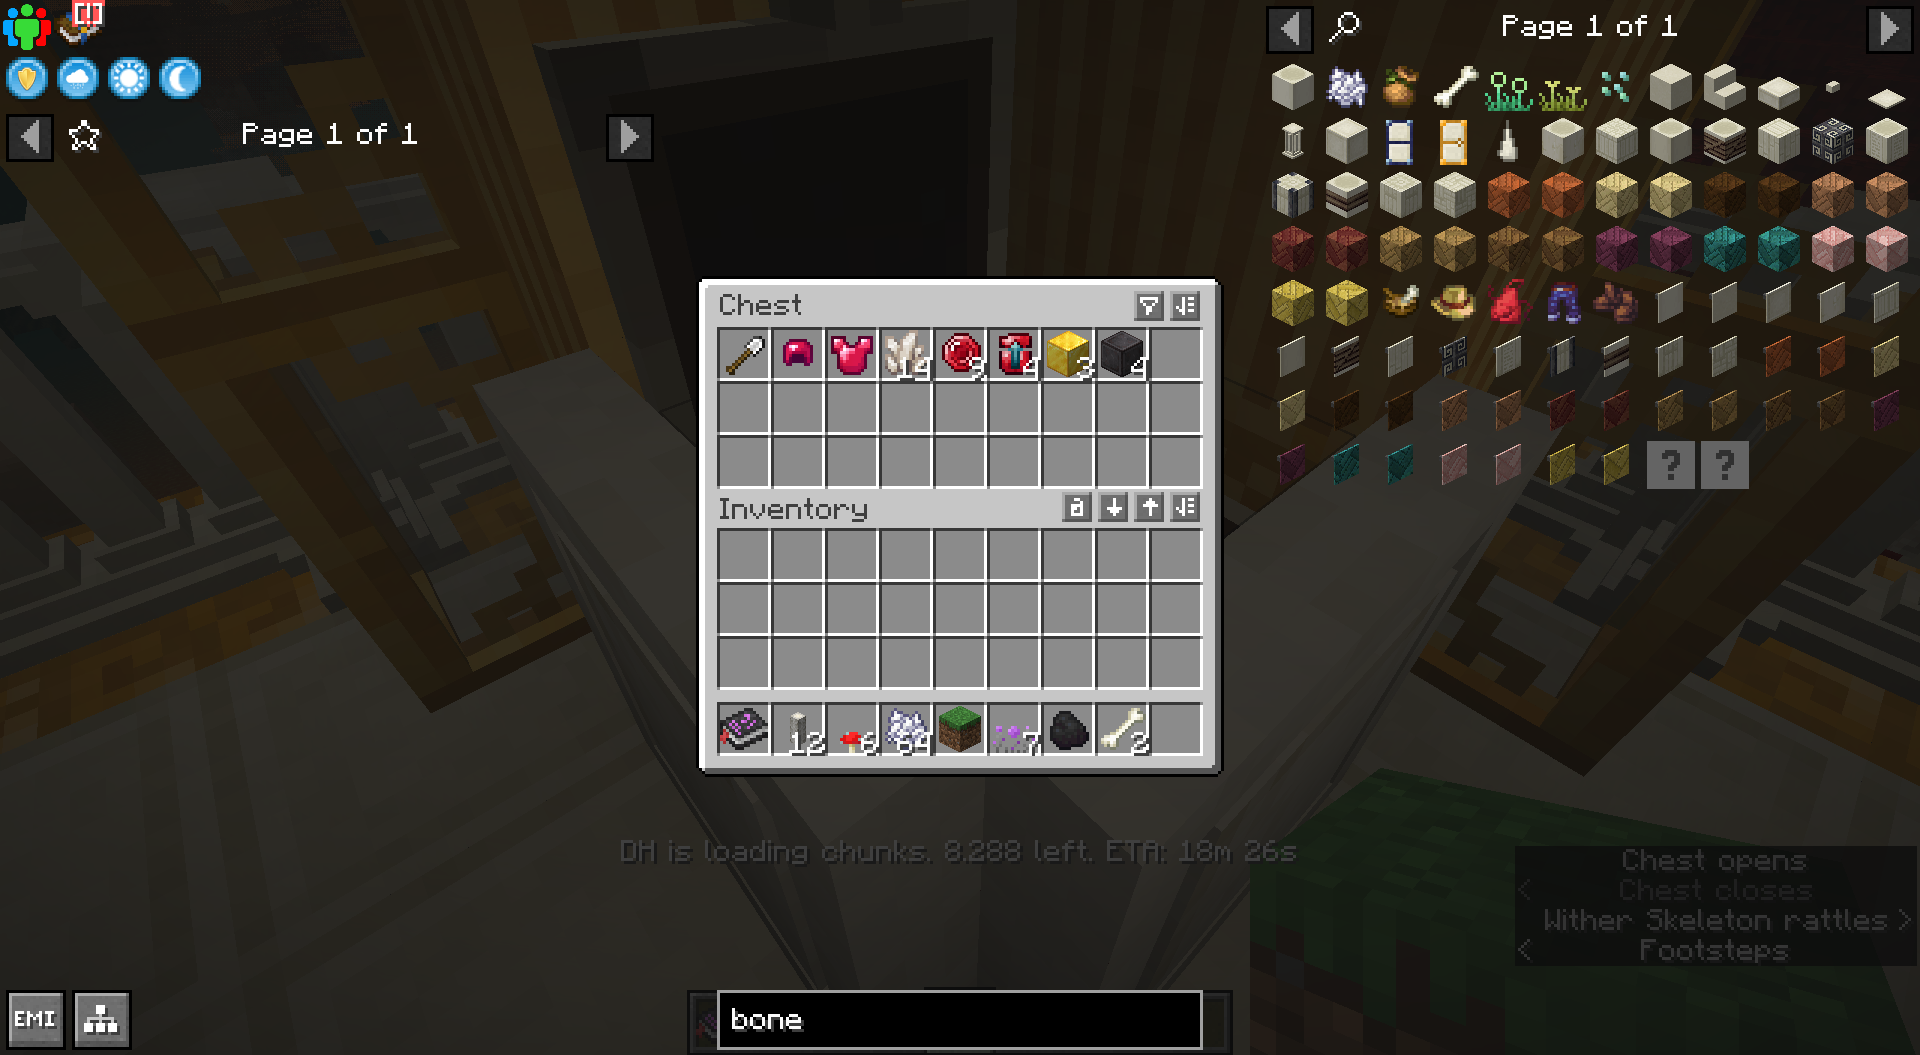 Page 1 of 1
Page 1 of 1
Chest
14
9
4
3
4
Inventory
a
12
6
64
7
2
DH is loading chunks. 8.288 left. ETA: 18m 26s
Chest opens
< Chest closes
Wither Skeleton rattles >
< Footsteps
? ?
EMI
bone